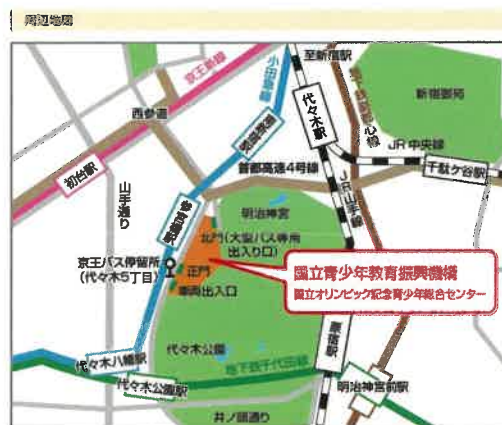 周辺地図
至新宿駅
京王新線
小田急線
新宿御苑
西参道
代々木駅
南新宿駅
JR中央線
千駄ケ谷駅
首都高速4号線
初台駅
山手通り
参宮橋駅
JR山手線
明治神宮
北門(大型バス専用
出入り口)
京王バス停留所
(代々木5丁目)
正門
車両出入口
国立青少年教育振興機構
国立オリンピック記念青少年総合センター
原宿駅
代々木公園
代々木八幡駅
地下鉄千代田線
代々木公園駅
明治神宮前駅
井ノ頭通り